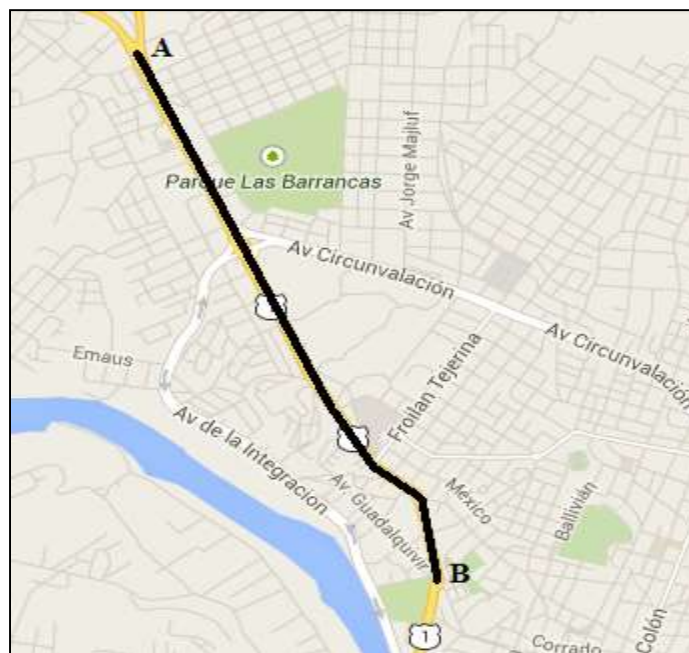 A
Parque Las Barrancas
Av Jorge Majluf
Av Circunvalación
Av Circunvalación
Emaus
Av de la Integracion
Froilan Tejerina
Av. Guadalquivir
Mexico
Ballivián
B
1
Corrado
Colón